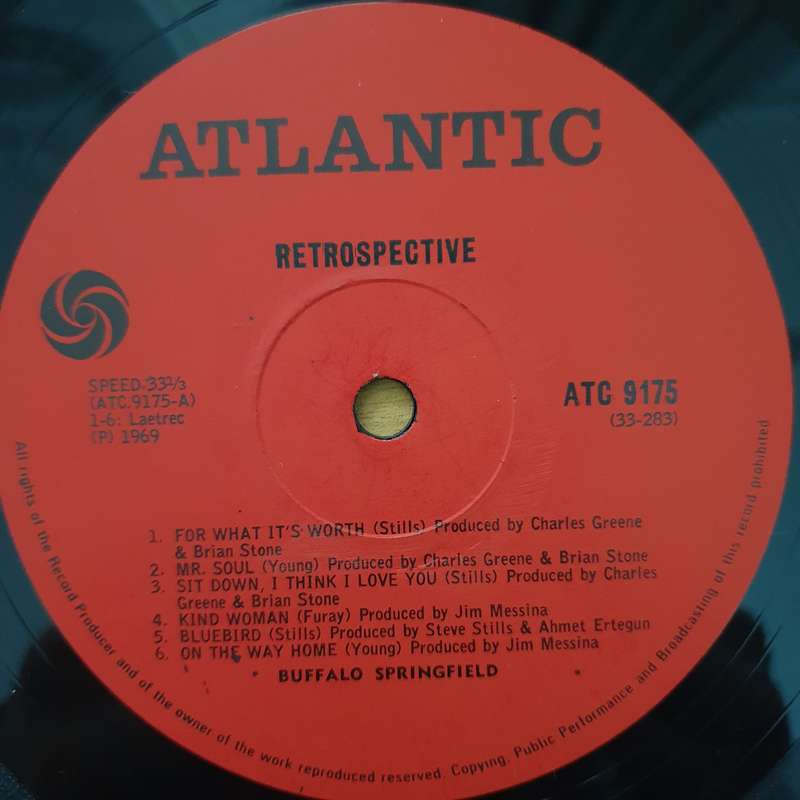 ATLANTIC
RETROSPECTIVE
SPEED 33⅓
(ATC.9175-A)
1-6: Laetrec
(P) 1969
ATC 9175
(33-283)
1. FOR WHAT IT'S WORTH (Stills) Produced by Charles Greene
& Brian Stone
2. MR. SOUL (Young) Produced by Charles Greene & Brian Stone
3. SIT DOWN, I THINK I LOVE YOU (Stills) Produced by Charles
Greene & Brian Stone
4. KIND WOMAN (Furay) Produced by Jim Messina
5. BLUEBIRD (Stills) Produced by Steve Stills & Ahmet Ertegun
6. ON THE WAY HOME (Young) Produced by Jim Messina
BUFFALO SPRINGFIELD
All rights of the Record Producer and of the owner of the work reproduced reserved. Copying, Public Performance and Broadcasting of this record prohibited